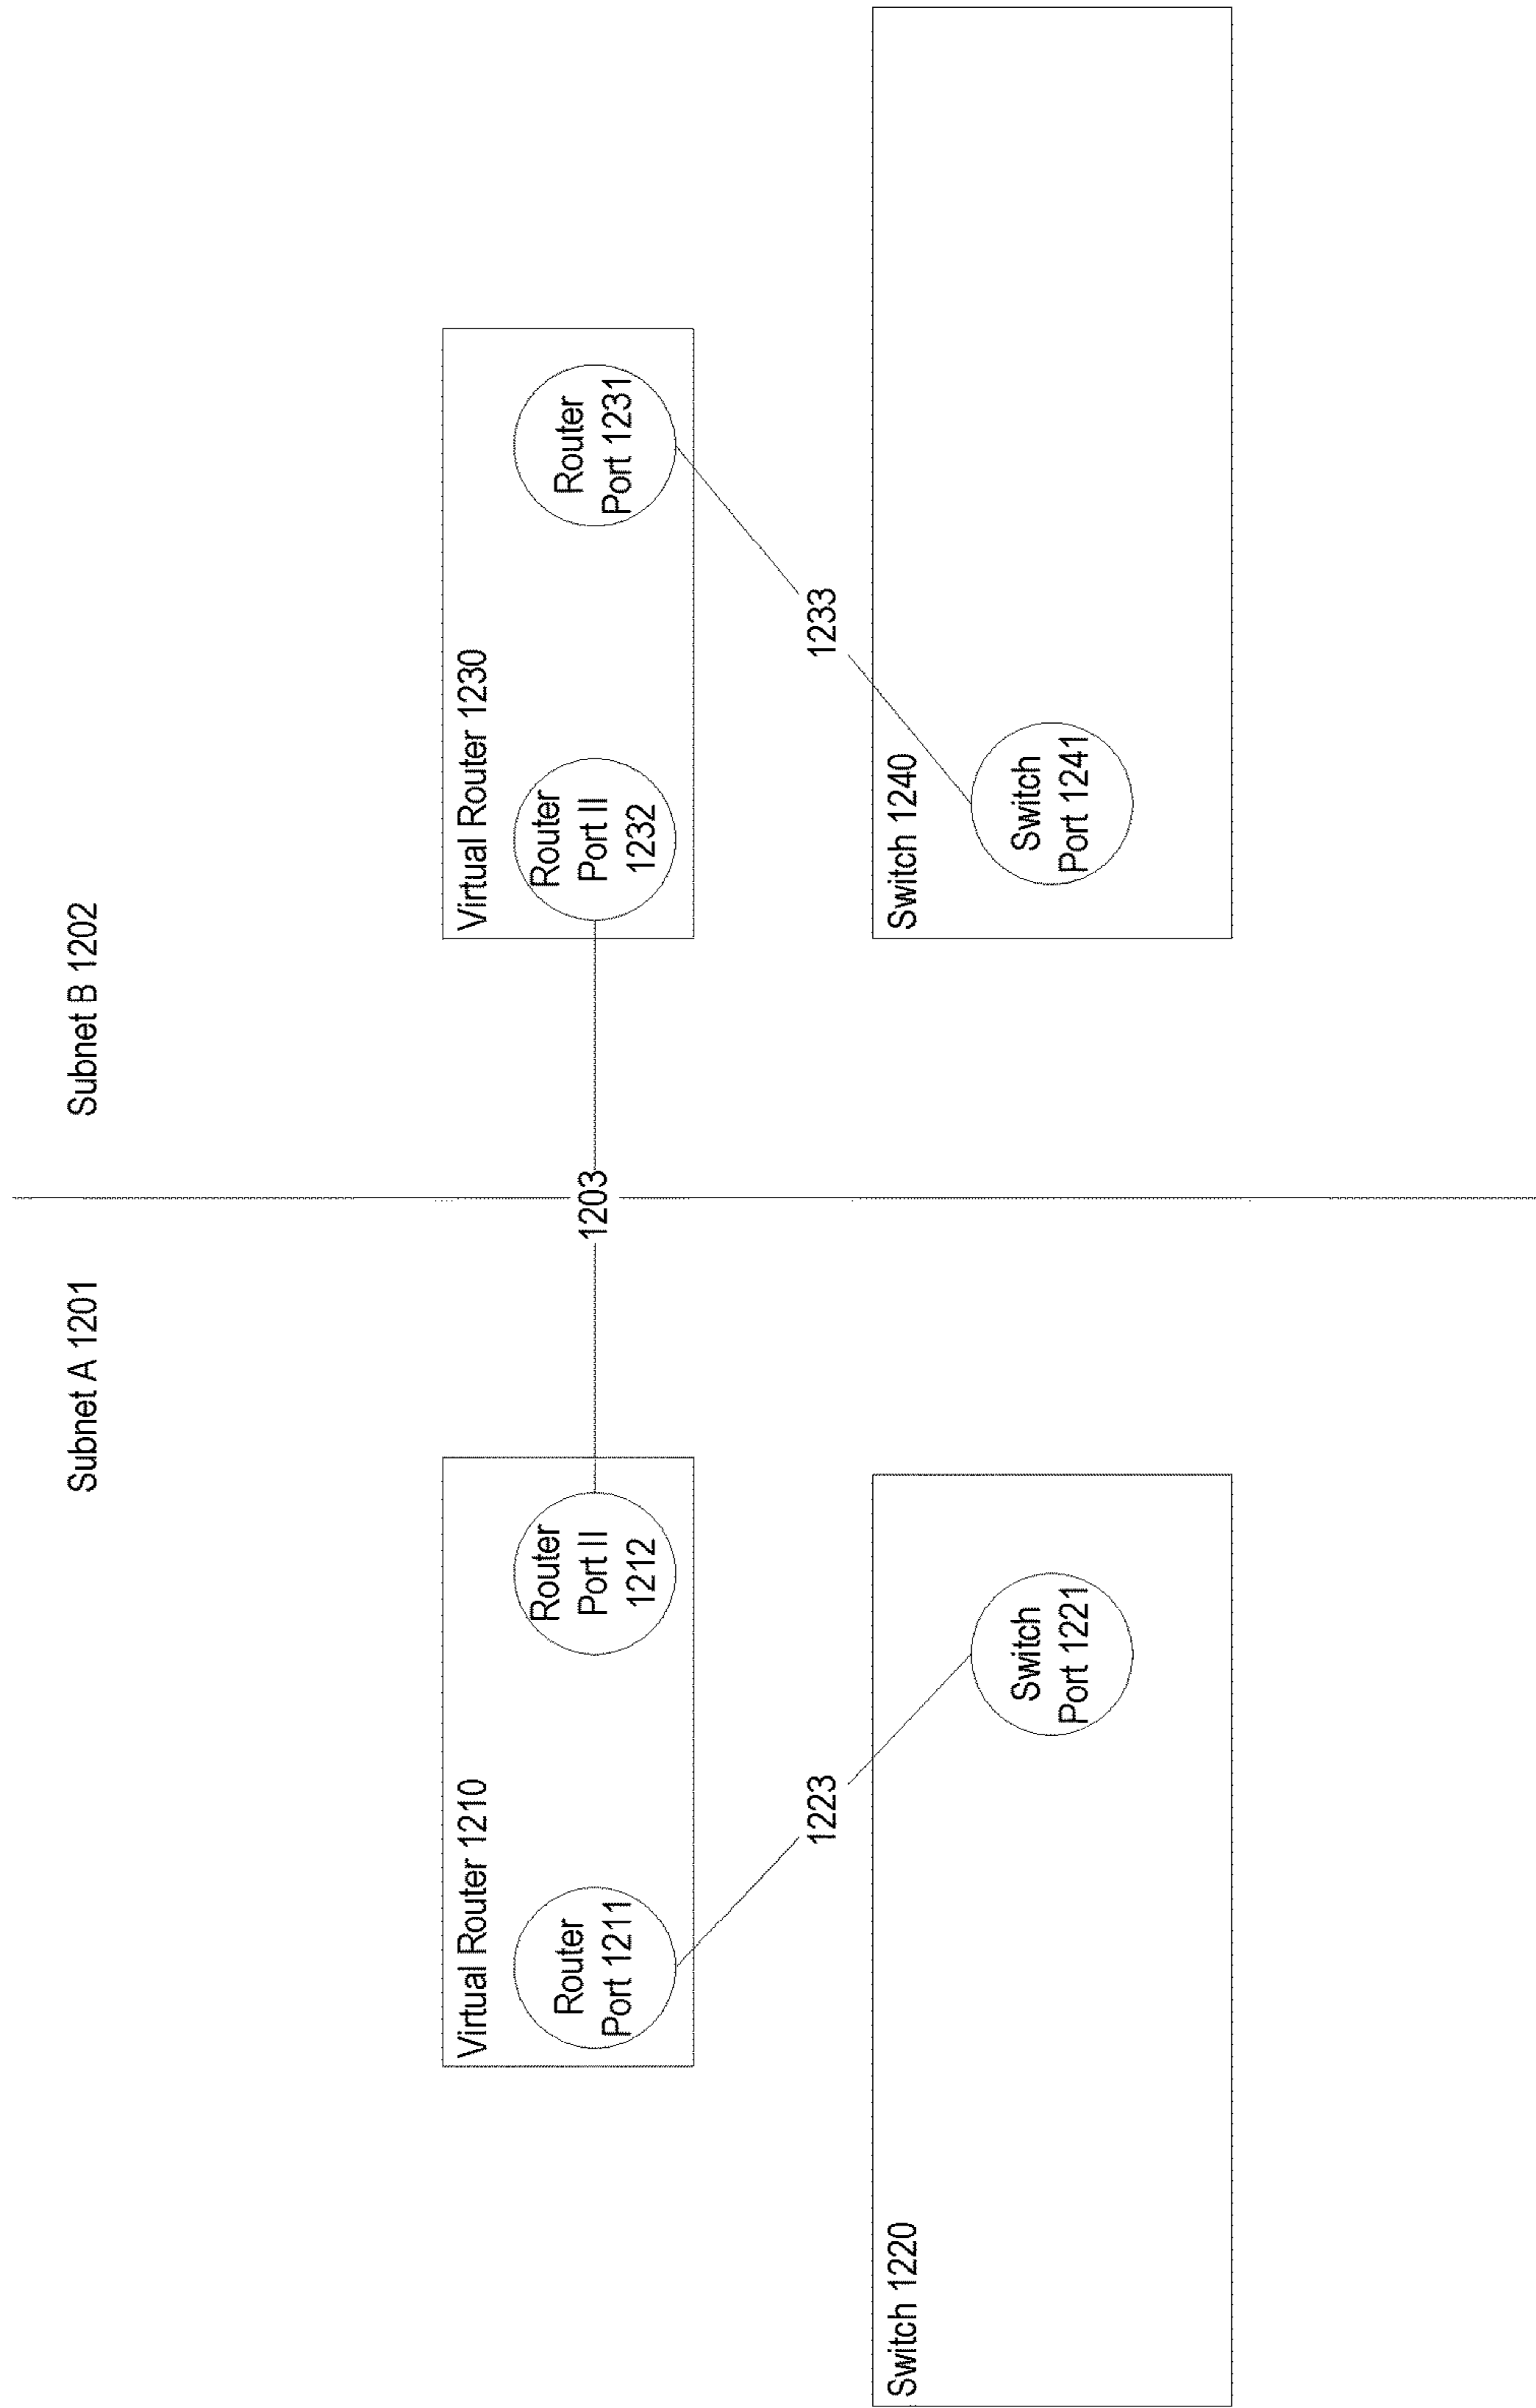 Subnet A 1201
Subnet B 1202
Virtual Router 1210
Router
Port 1211
Router
Port II
1212
1203
Virtual Router 1230
Router
Port II
1232
Router
Port 1231
1223
1233
Switch 1220
Switch
Port 1221
Switch 1240
Switch
Port 1241